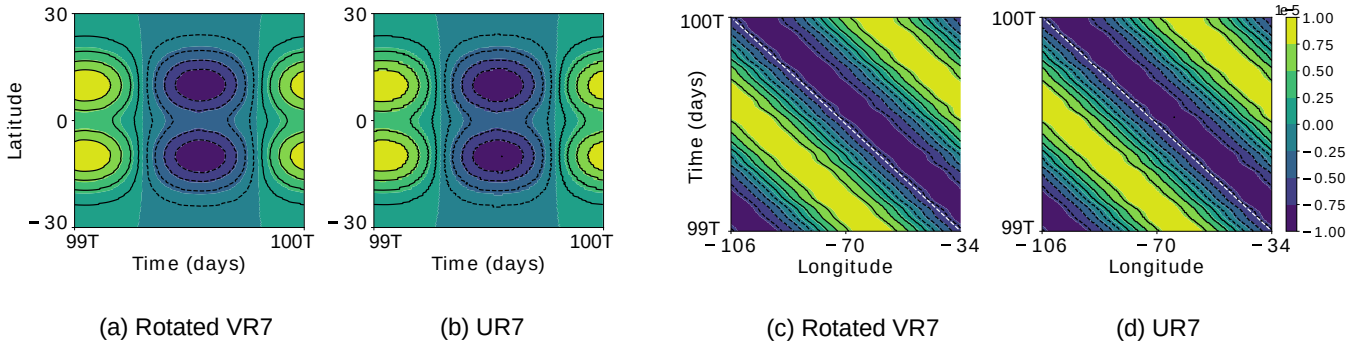 30
0
−30
Latitude
99T
100T
Time (days)
(a) Rotated VR7
30
0
−30
99T
100T
Time (days)
(b) UR7
100T
99T
Time (days)
−106
−70
−34
Longitude
(c) Rotated VR7
100T
99T
−106
−70
−34
Longitude
(d) UR7
1e−5
1.00
0.75
0.50
0.25
0.00
−0.25
−0.50
−0.75
−1.00